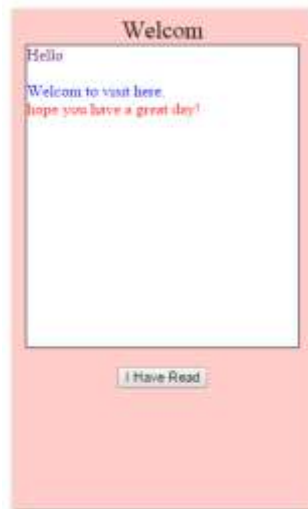 Welcom
Hello
Welcom to visit here.
hope you have a great day!
I Have Read